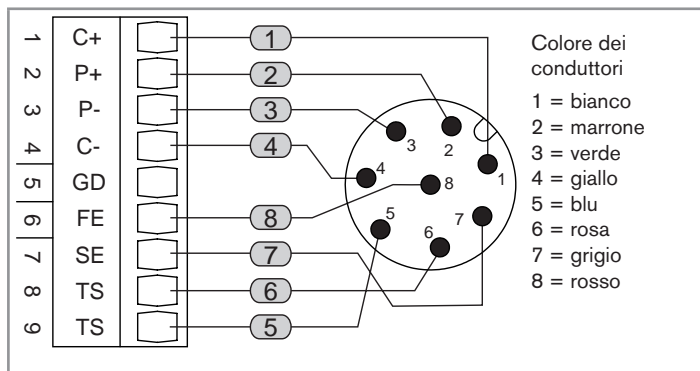 1 C+ 1
2 P+ 2
3 P- 3
4 C- 4
5 GD
6 FE 8
7 SE 7
8 TS 6
9 TS 5
3 2
4 8 1
5 6 7
Colore dei
conduttori
1 = bianco
2 = marrone
3 = verde
4 = giallo
5 = blu
6 = rosa
7 = grigio
8 = rosso